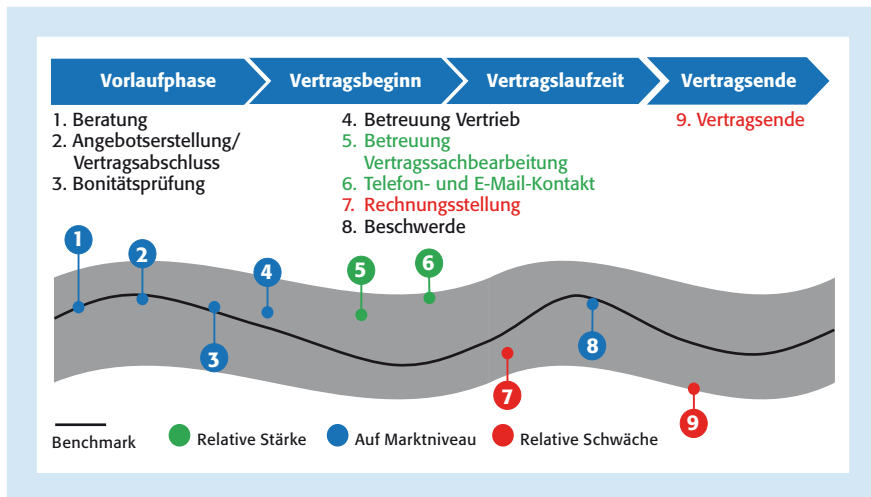 Vorlaufphase
Vertragsbeginn
Vertragslaufzeit
Vertragsende
1. Beratung
2. Angebotserstellung/
Vertragsabschluss
3. Bonitätsprüfung
4. Betreuung Vertrieb
5. Betreuung
Vertragssachbearbeitung
6. Telefon- und E-Mail-Kontakt
7. Rechnungsstellung
8. Beschwerde
9. Vertragsende
1
2
3
4
5
6
7
8
9
Benchmark
Relative Stärke
Auf Marktniveau
Relative Schwäche